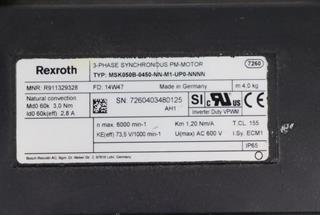 Rexroth
3-PHASE SYNCHRONOUS PM-MOTOR
7260
TYP: MSK050B-0450-NN-M1-UP0-NNNN
MNR: R911329328
FD: 14W47
Made in Germany
m 4,0 kg
Natural convection
Md0 60k 3,0 Nm
Id0 60k(eff) 2,8 A
SN: 7260403480125
AH1
SI
Inverter Duty VPWM
n max. 6000 min-1
Km 1,20 Nm/A
T.CL. 155
KE(eff) 73,5 V/1000 min-1
U(max) AC 600 V
I.Sy. ECM1
IP65